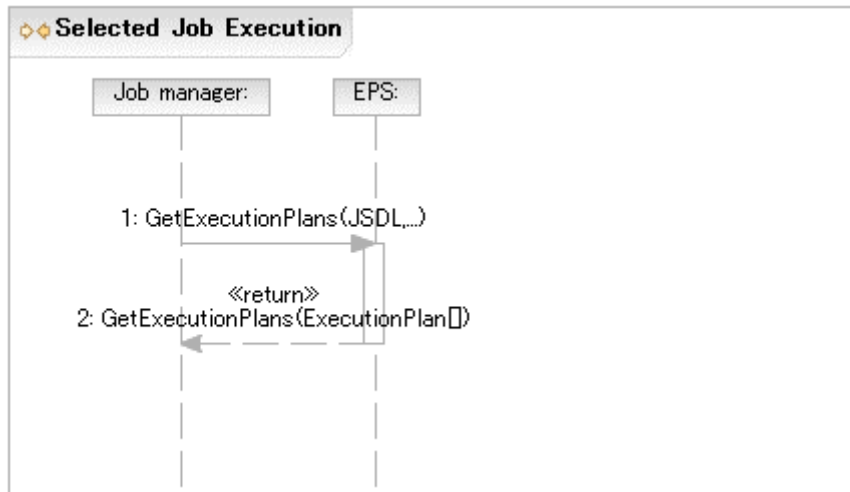 Selected Job Execution
Job manager:
EPS:
1: GetExecutionPlans(JSDL,...)
≪return≫
2: GetExecutionPlans(ExecutionPlan[])